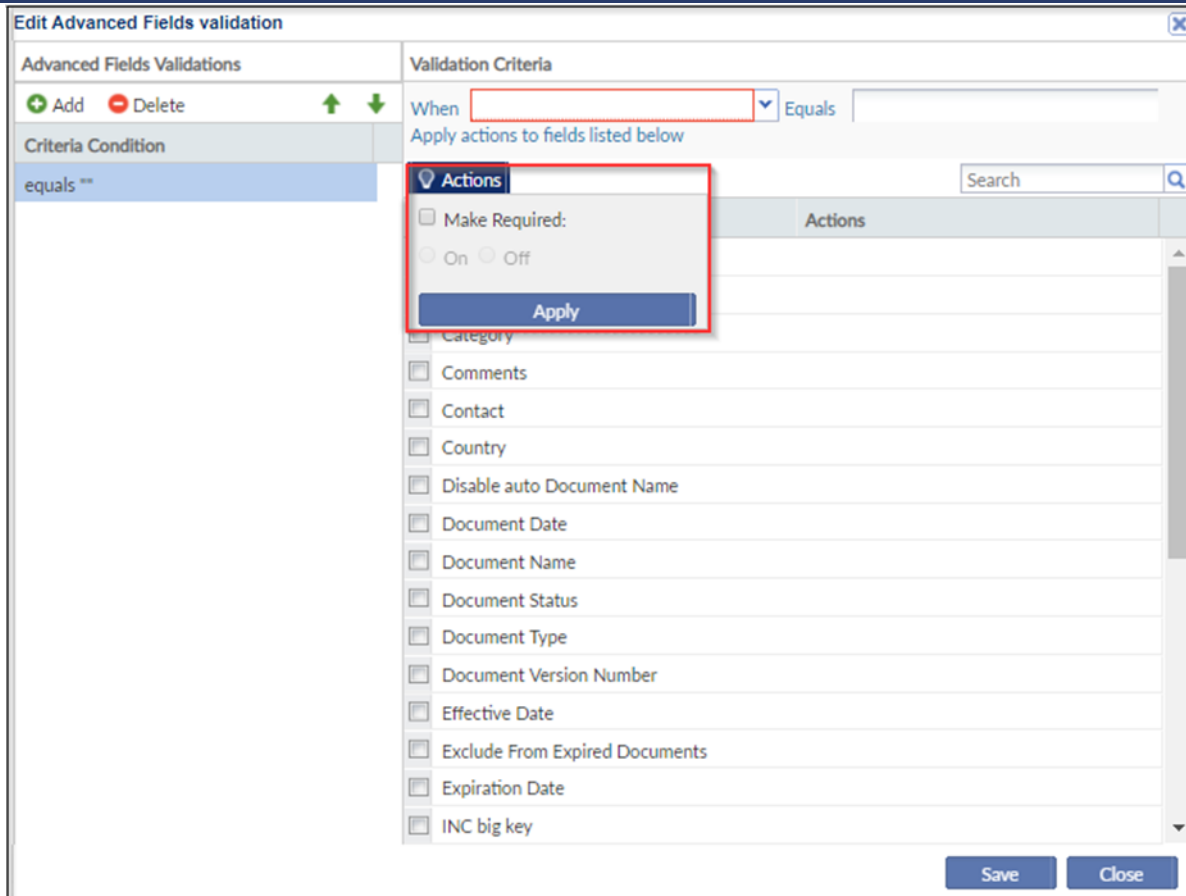 Edit Advanced Fields validation
Advanced Fields Validations
Validation Criteria
Add Delete
When Equals
Apply actions to fields listed below
Criteria Condition
equals ""
Actions
Search
Make Required:
Actions
On Off
Apply
Category
Comments
Contact
Country
Disable auto Document Name
Document Date
Document Name
Document Status
Document Type
Document Version Number
Effective Date
Exclude From Expired Documents
Expiration Date
INC big key
Save Close